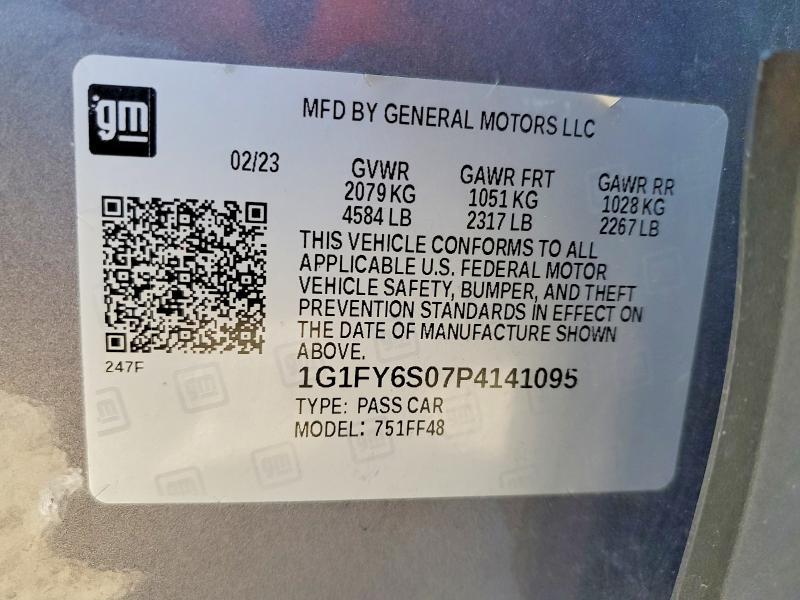 gm
MFD BY GENERAL MOTORS LLC
02/23
GVWR
2079 KG
4584 LB
GAWR FRT
1051 KG
2317 LB
GAWR RR
1028 KG
2267 LB
THIS VEHICLE CONFORMS TO ALL
APPLICABLE U.S. FEDERAL MOTOR
VEHICLE SAFETY, BUMPER, AND THEFT
PREVENTION STANDARDS IN EFFECT ON
THE DATE OF MANUFACTURE SHOWN
ABOVE.
247F
1G1FY6S07P4141095
TYPE: PASS CAR
MODEL: 751FF48